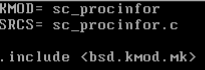 KMOD= sc_procinfor
SRCS= sc_procinfor.c
.include <bsd.kmod.mk>